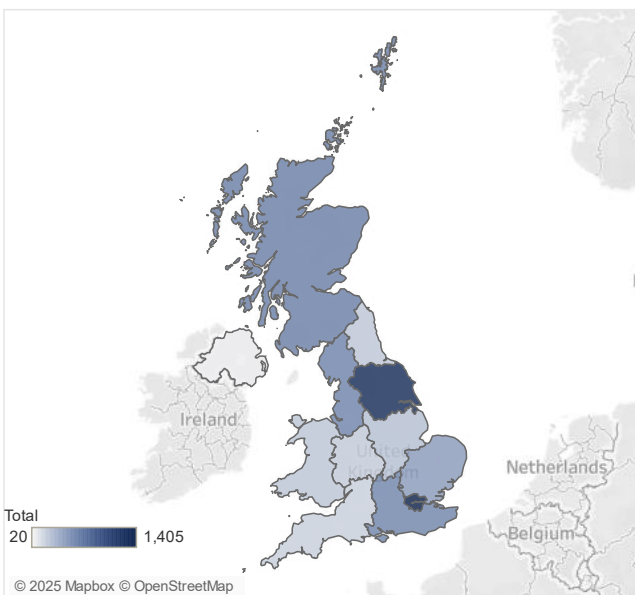 Ireland
United
Kingdom
Netherlands
Belgium
Total
20 1,405
© 2025 Mapbox © OpenStreetMap